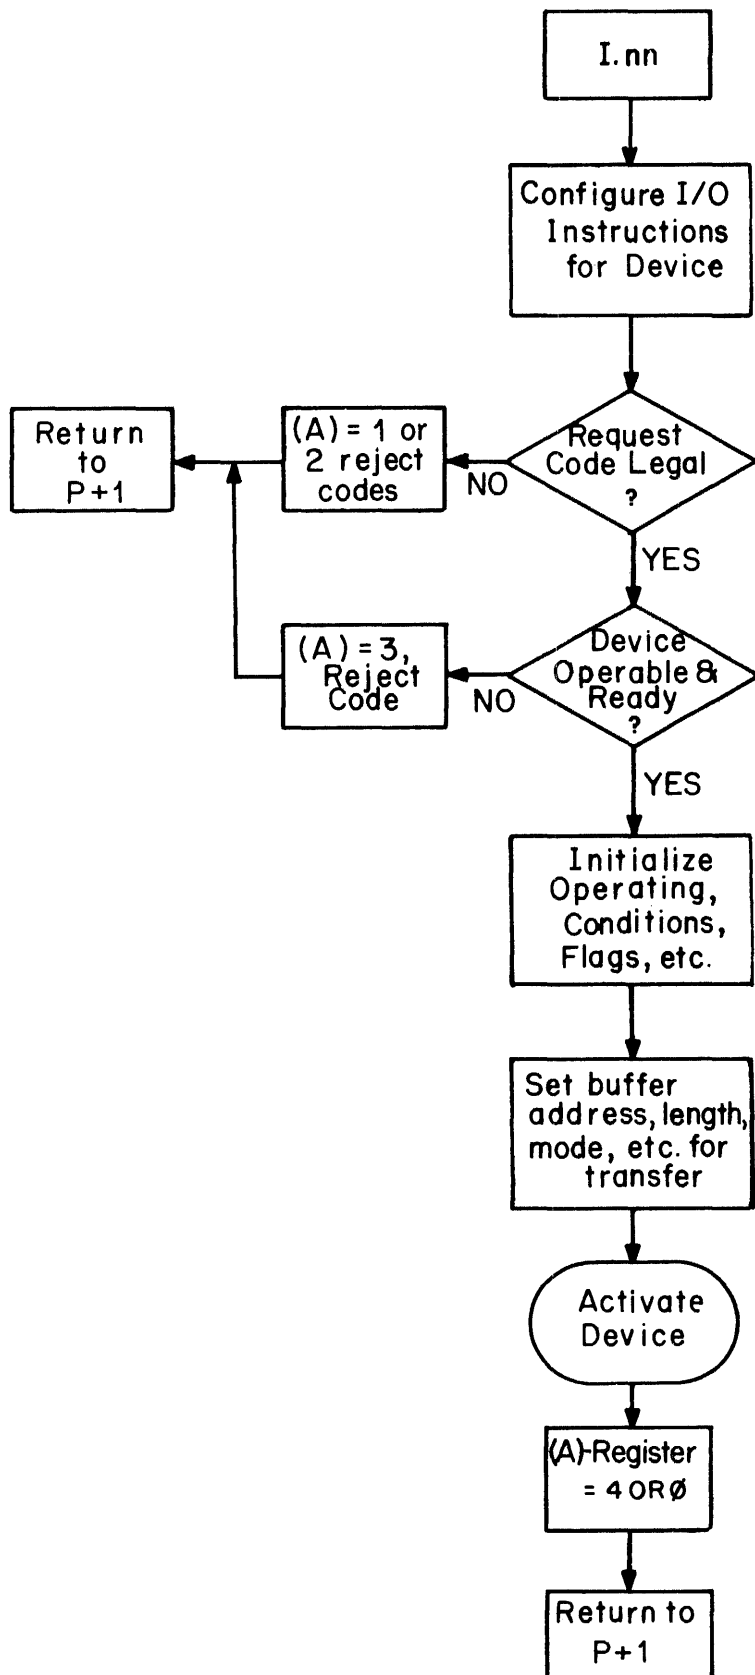 I.nn
Configure I/O
Instructions
for Device
Request
Code Legal
?
NO
(A) = 1 or
2 reject
codes
Return
to
P+1
YES
Device
Operable &
Ready
?
NO
(A) = 3,
Reject
Code
YES
Initialize
Operating,
Conditions,
Flags, etc.
Set buffer
address, length,
mode, etc. for
transfer
Activate
Device
(A)-Register
= 4 OR Ø
Return to
P+1